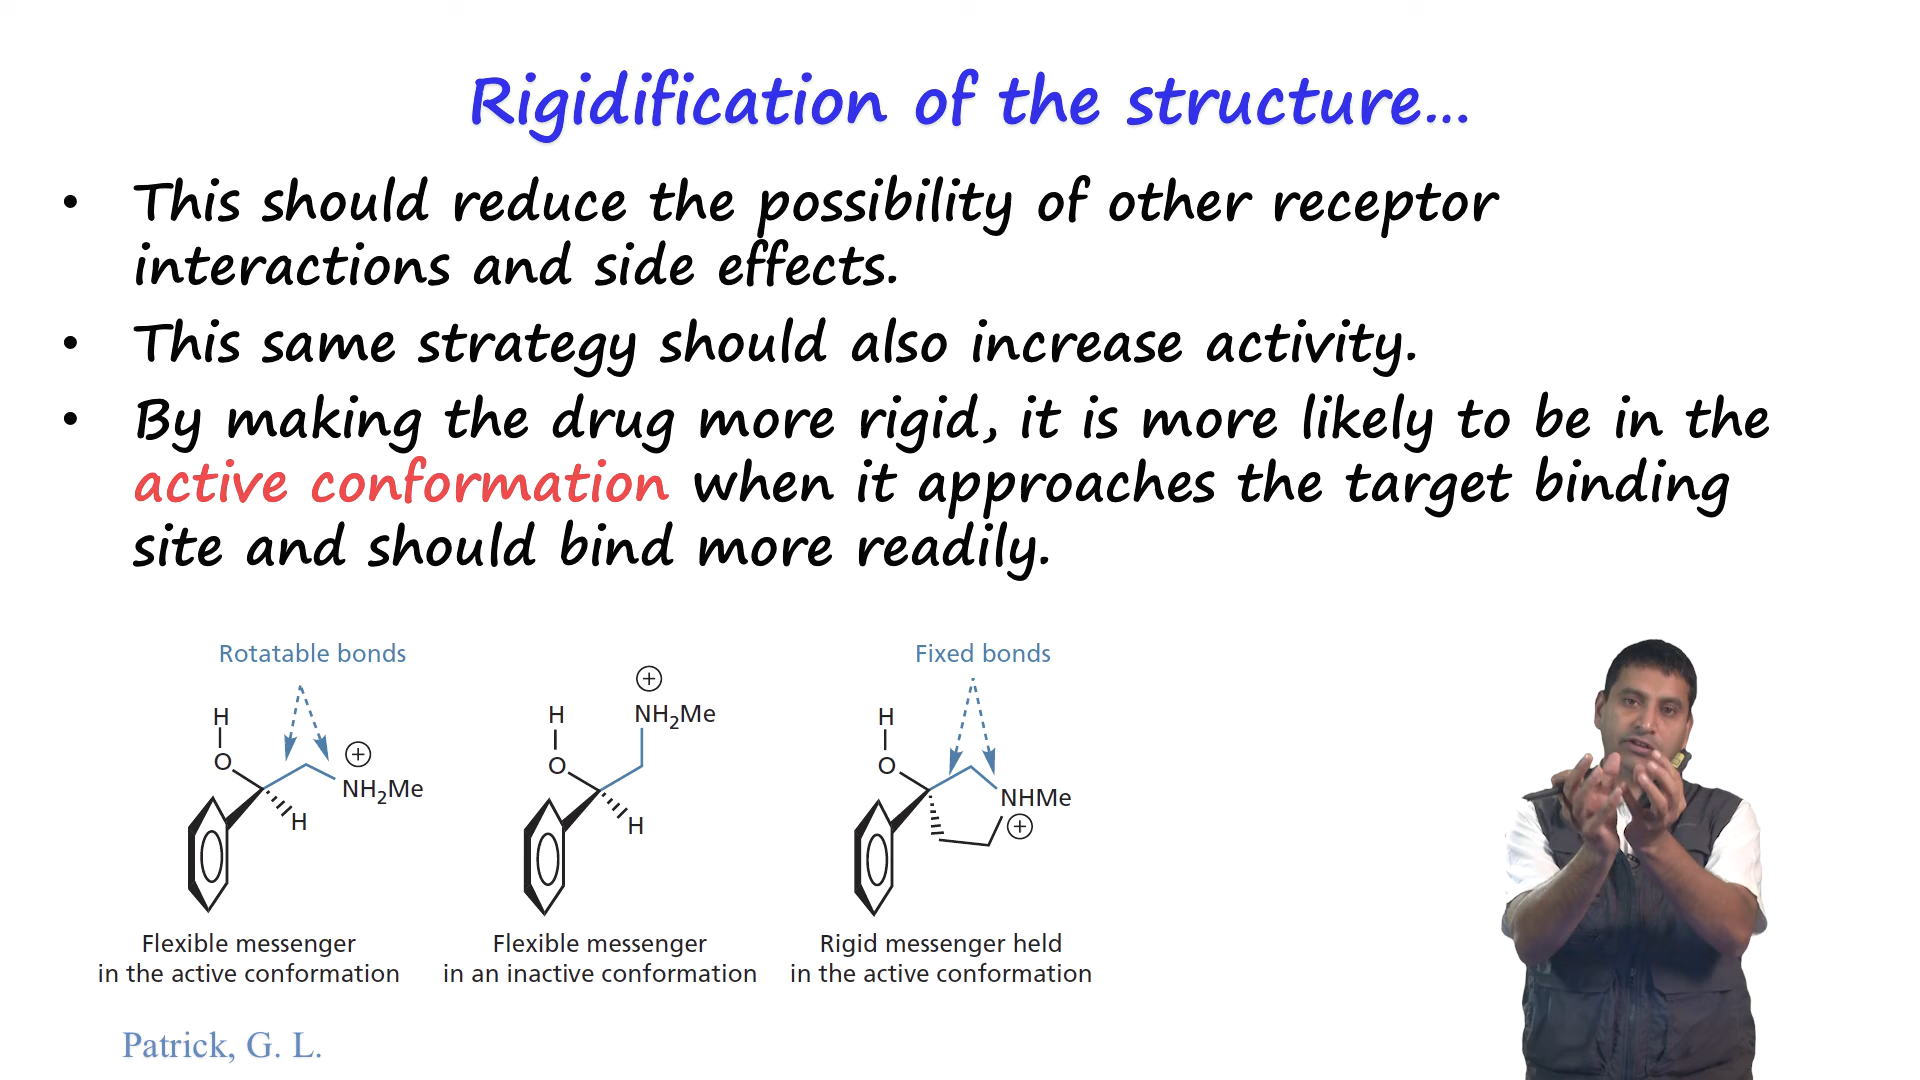 Rigidification of the structure...
• This should reduce the possibility of other receptor
interactions and side effects.
• This same strategy should also increase activity.
• By making the drug more rigid, it is more likely to be in the
active conformation when it approaches the target binding
site and should bind more readily.
Rotatable bonds
H
O
⊕
NH₂Me
H
Flexible messenger
in the active conformation
⊕
H
NH₂Me
O
H
Flexible messenger
in an inactive conformation
Fixed bonds
H
O
NHMe
⊕
Rigid messenger held
in the active conformation
Patrick, G. L.